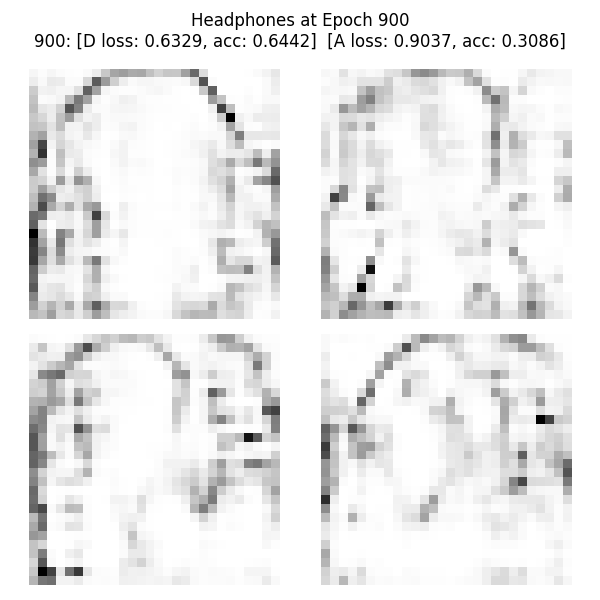 Headphones at Epoch 900
900: [D loss: 0.6329, acc: 0.6442]  [A loss: 0.9037, acc: 0.3086]